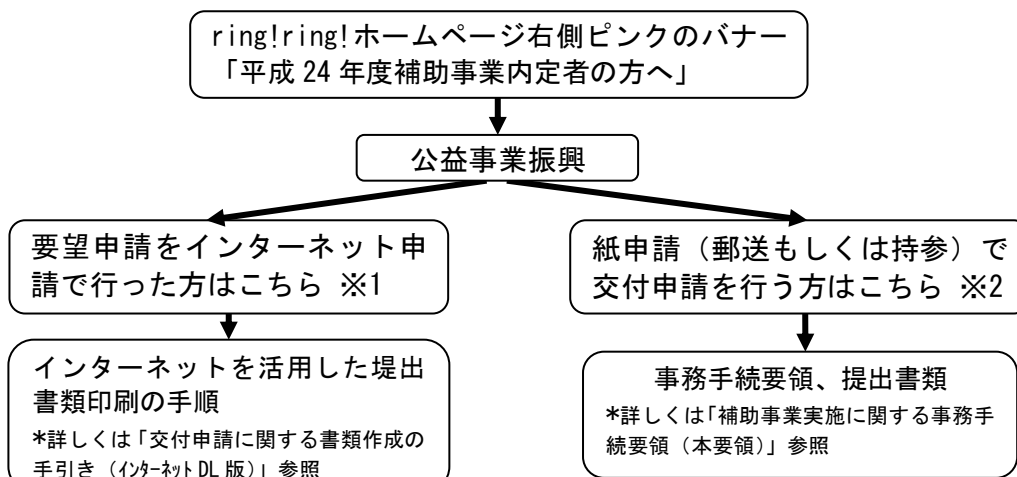 ring!ring!ホームページ右側ピンクのバナー
「平成 24 年度補助事業内定者の方へ」
公益事業振興
要望申請をインターネット申
請で行った方はこちら ※1
紙申請（郵送もしくは持参）で
交付申請を行う方はこちら ※2
インターネットを活用した堤出
書類印刷の手順
*詳しくは「交付申請に関する書類作成の
手引き（ｲﾝﾀｰﾈｯﾄ DL 版）」参照
事務手続要領、提出書類
*詳しくは「補助事業実施に関する事務手
続要領（本要領）」参照